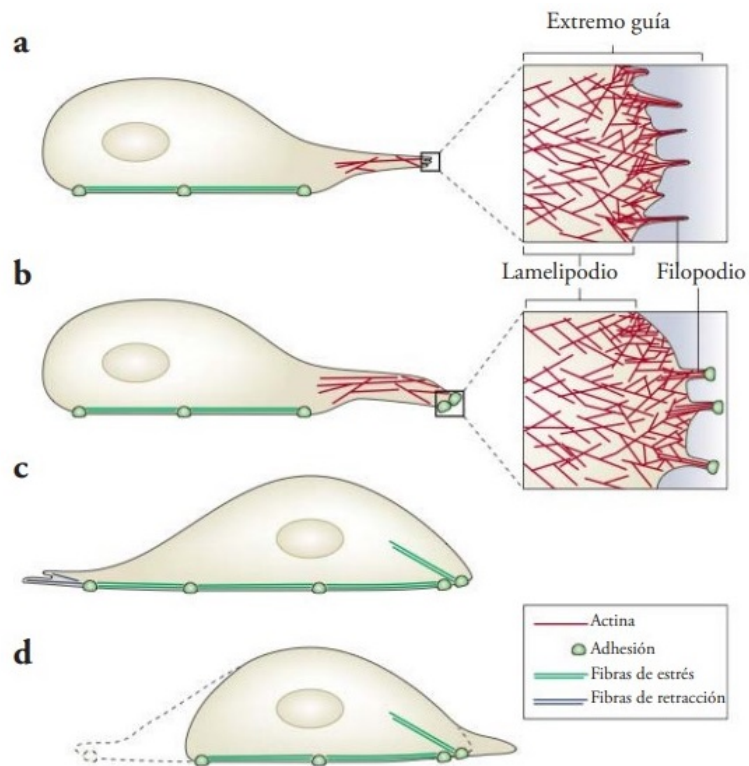 Extremo guía
a
Lamelipodio
Filopodio
b
c
Actina
Adhesión
Fibras de estrés
Fibras de retracción
d